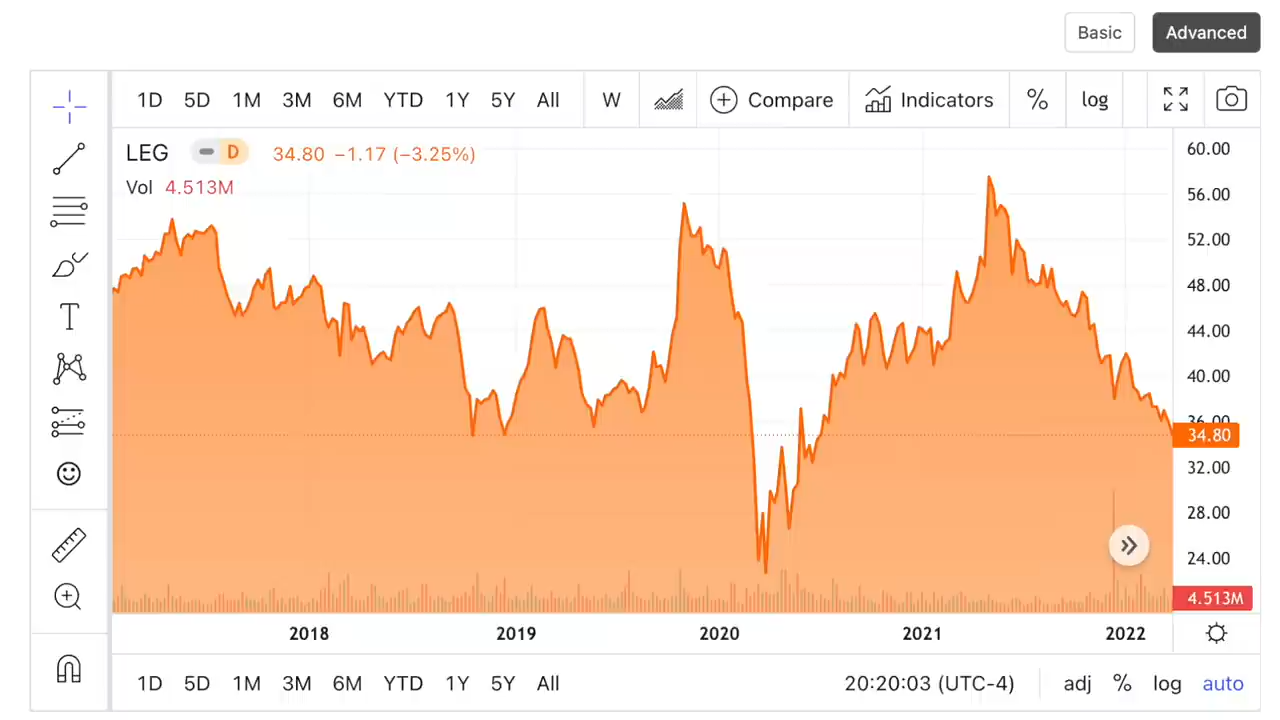 Basic Advanced
1D 5D 1M 3M 6M YTD 1Y 5Y All W Compare Indicators % log
LEG D 34.80 −1.17 (−3.25%)
Vol 4.513M
60.00
56.00
52.00
48.00
44.00
40.00
36.00
34.80
32.00
28.00
24.00
4.513M
T
2018 2019 2020 2021 2022
1D 5D 1M 3M 6M YTD 1Y 5Y All 20:20:03 (UTC-4) adj % log auto